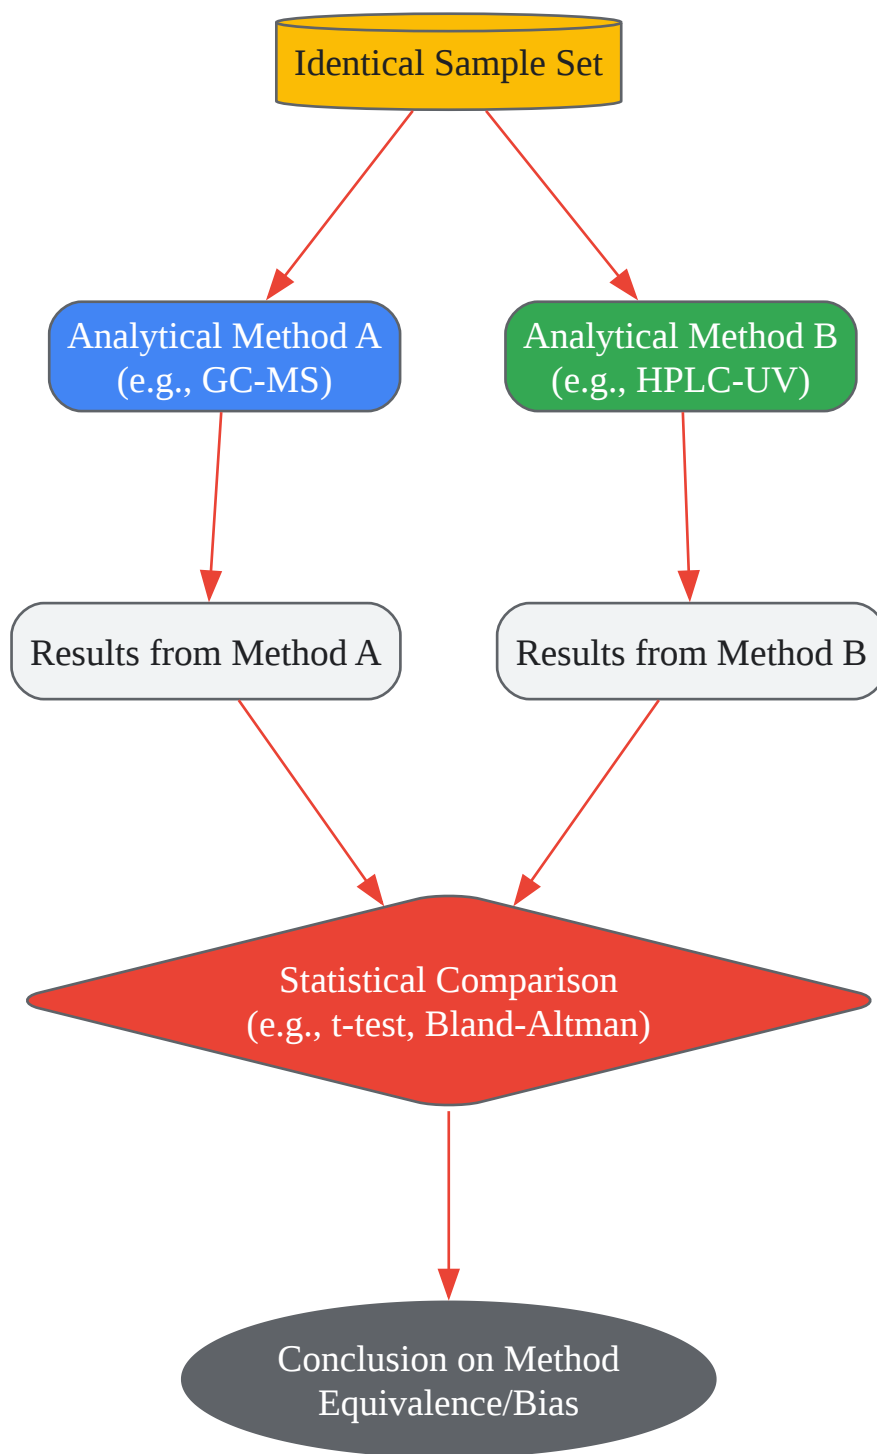 Identical Sample Set
Analytical Method A
(e.g., GC-MS)
Analytical Method B
(e.g., HPLC-UV)
Results from Method A
Results from Method B
Statistical Comparison
(e.g., t-test, Bland-Altman)
Conclusion on Method
Equivalence/Bias